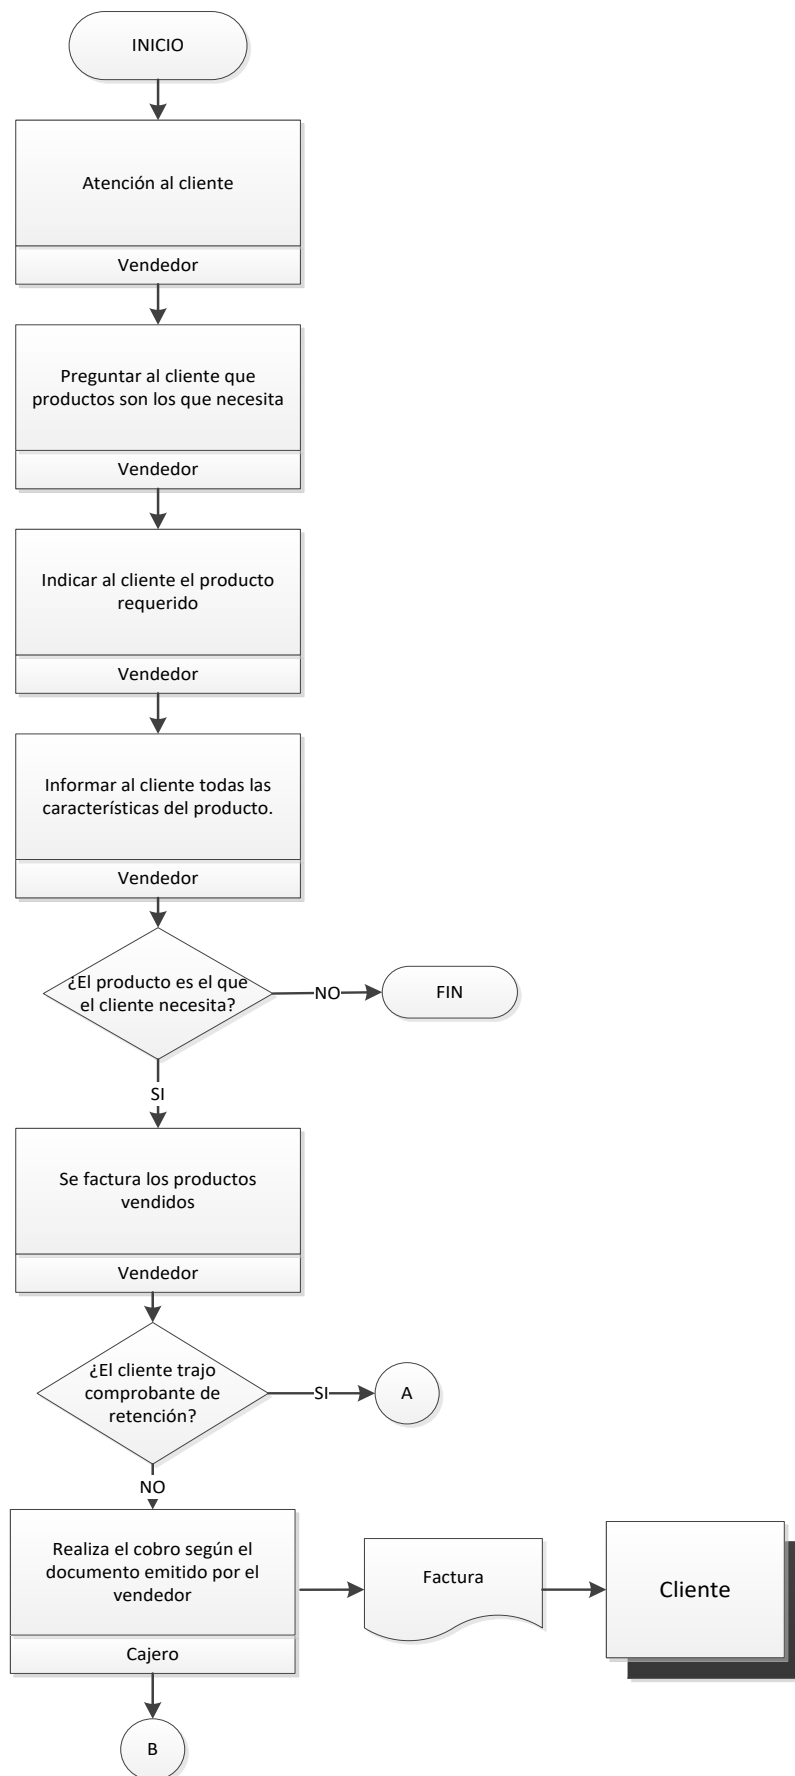 INICIO
Atención al cliente
Vendedor
Preguntar al cliente que
productos son los que necesita
Vendedor
Indicar al cliente el producto
requerido
Vendedor
Informar al cliente todas las
características del producto.
Vendedor
¿El producto es el que
el cliente necesita?
NO
FIN
SI
Se factura los productos
vendidos
Vendedor
¿El cliente trajo
comprobante de
retención?
SI
A
NO
Realiza el cobro según el
documento emitido por el
vendedor
Cajero
Factura
Cliente
B